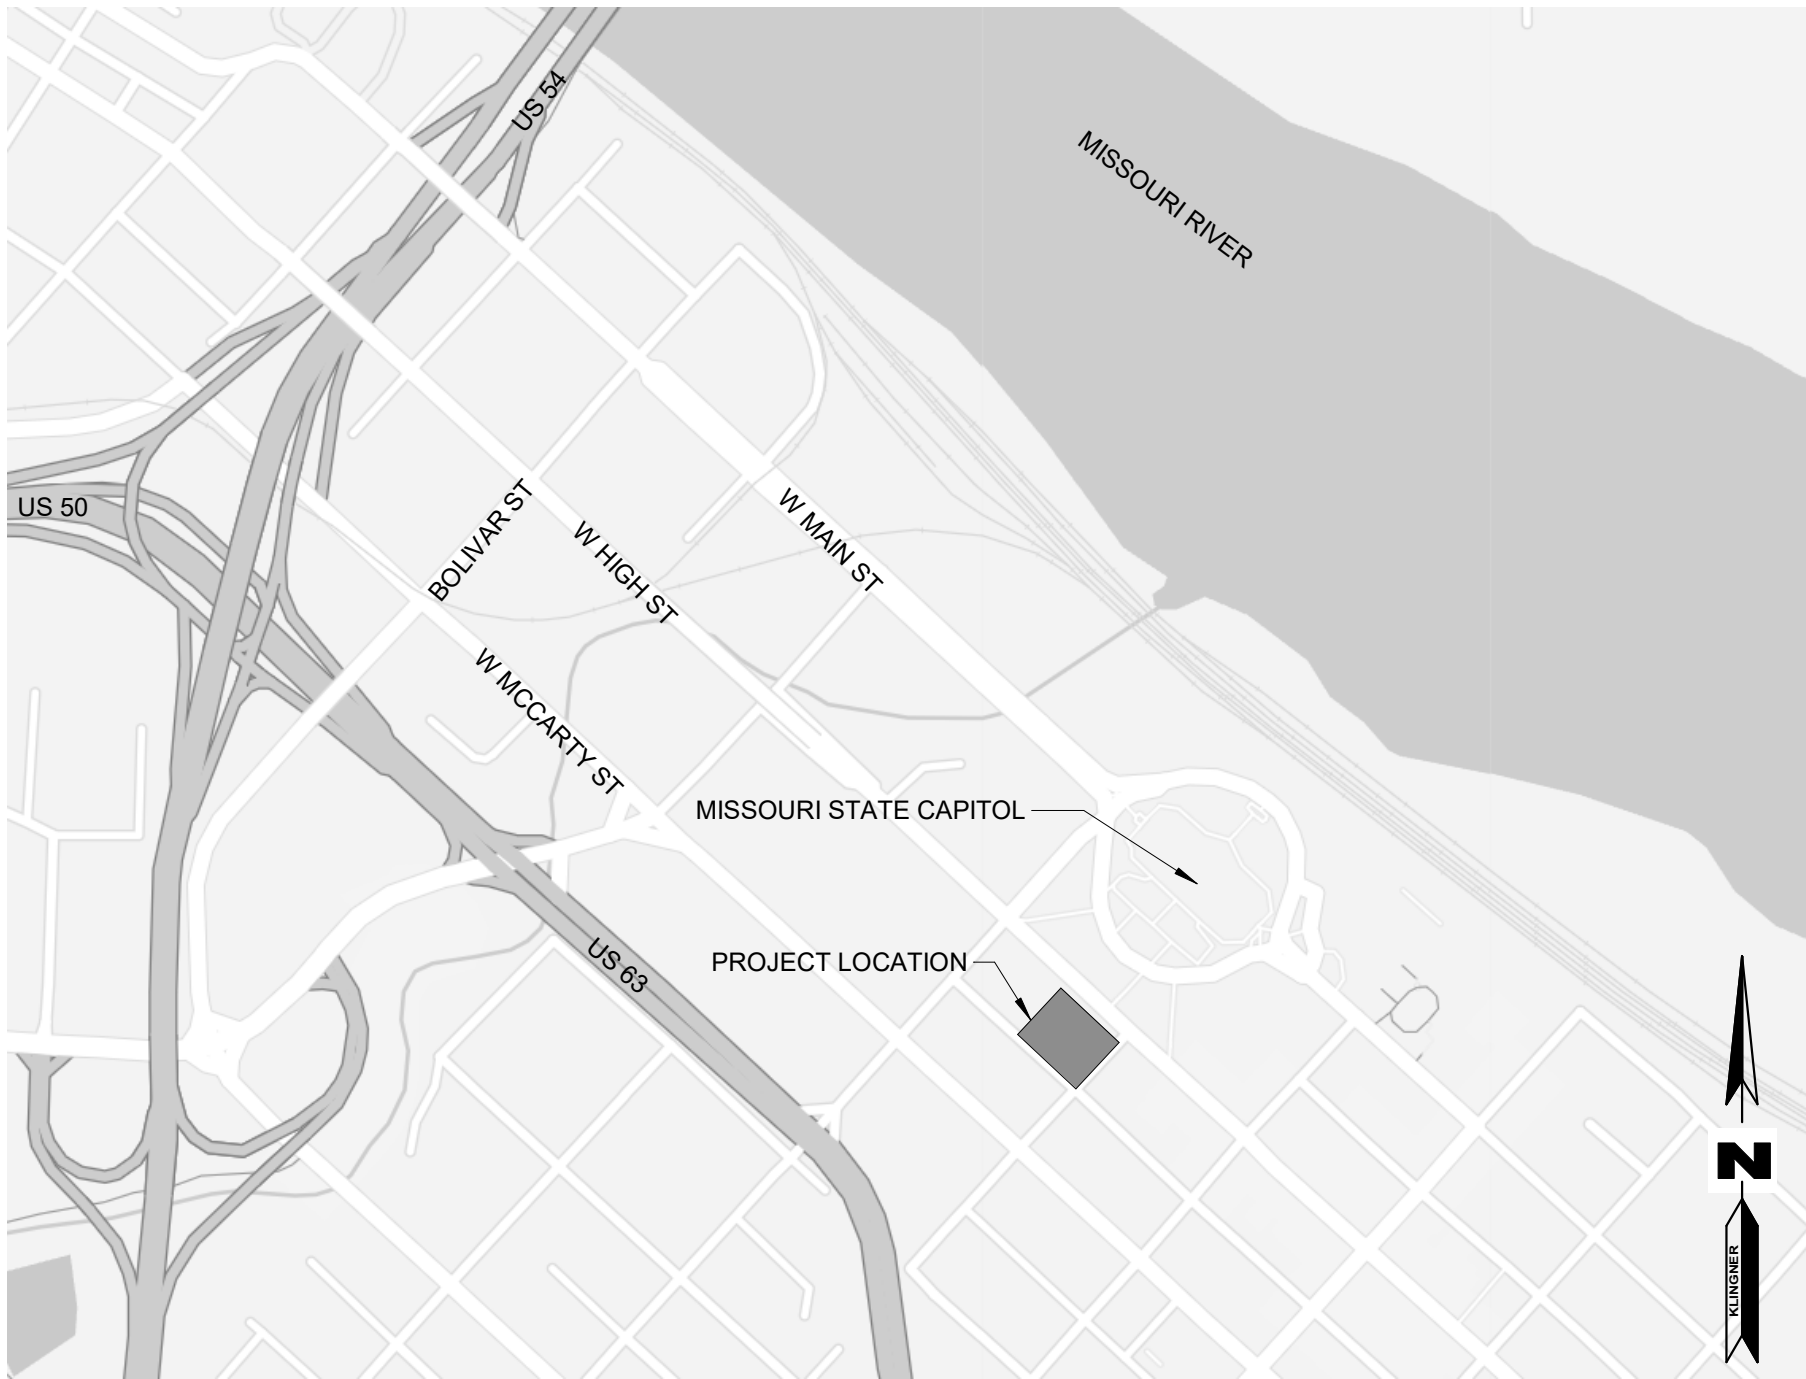 US 54
MISSOURI RIVER
US 50
BOLIVAR ST
W HIGH ST
W MAIN ST
W MCCARTY ST
MISSOURI STATE CAPITOL
PROJECT LOCATION
US 63
N
KLINGNER